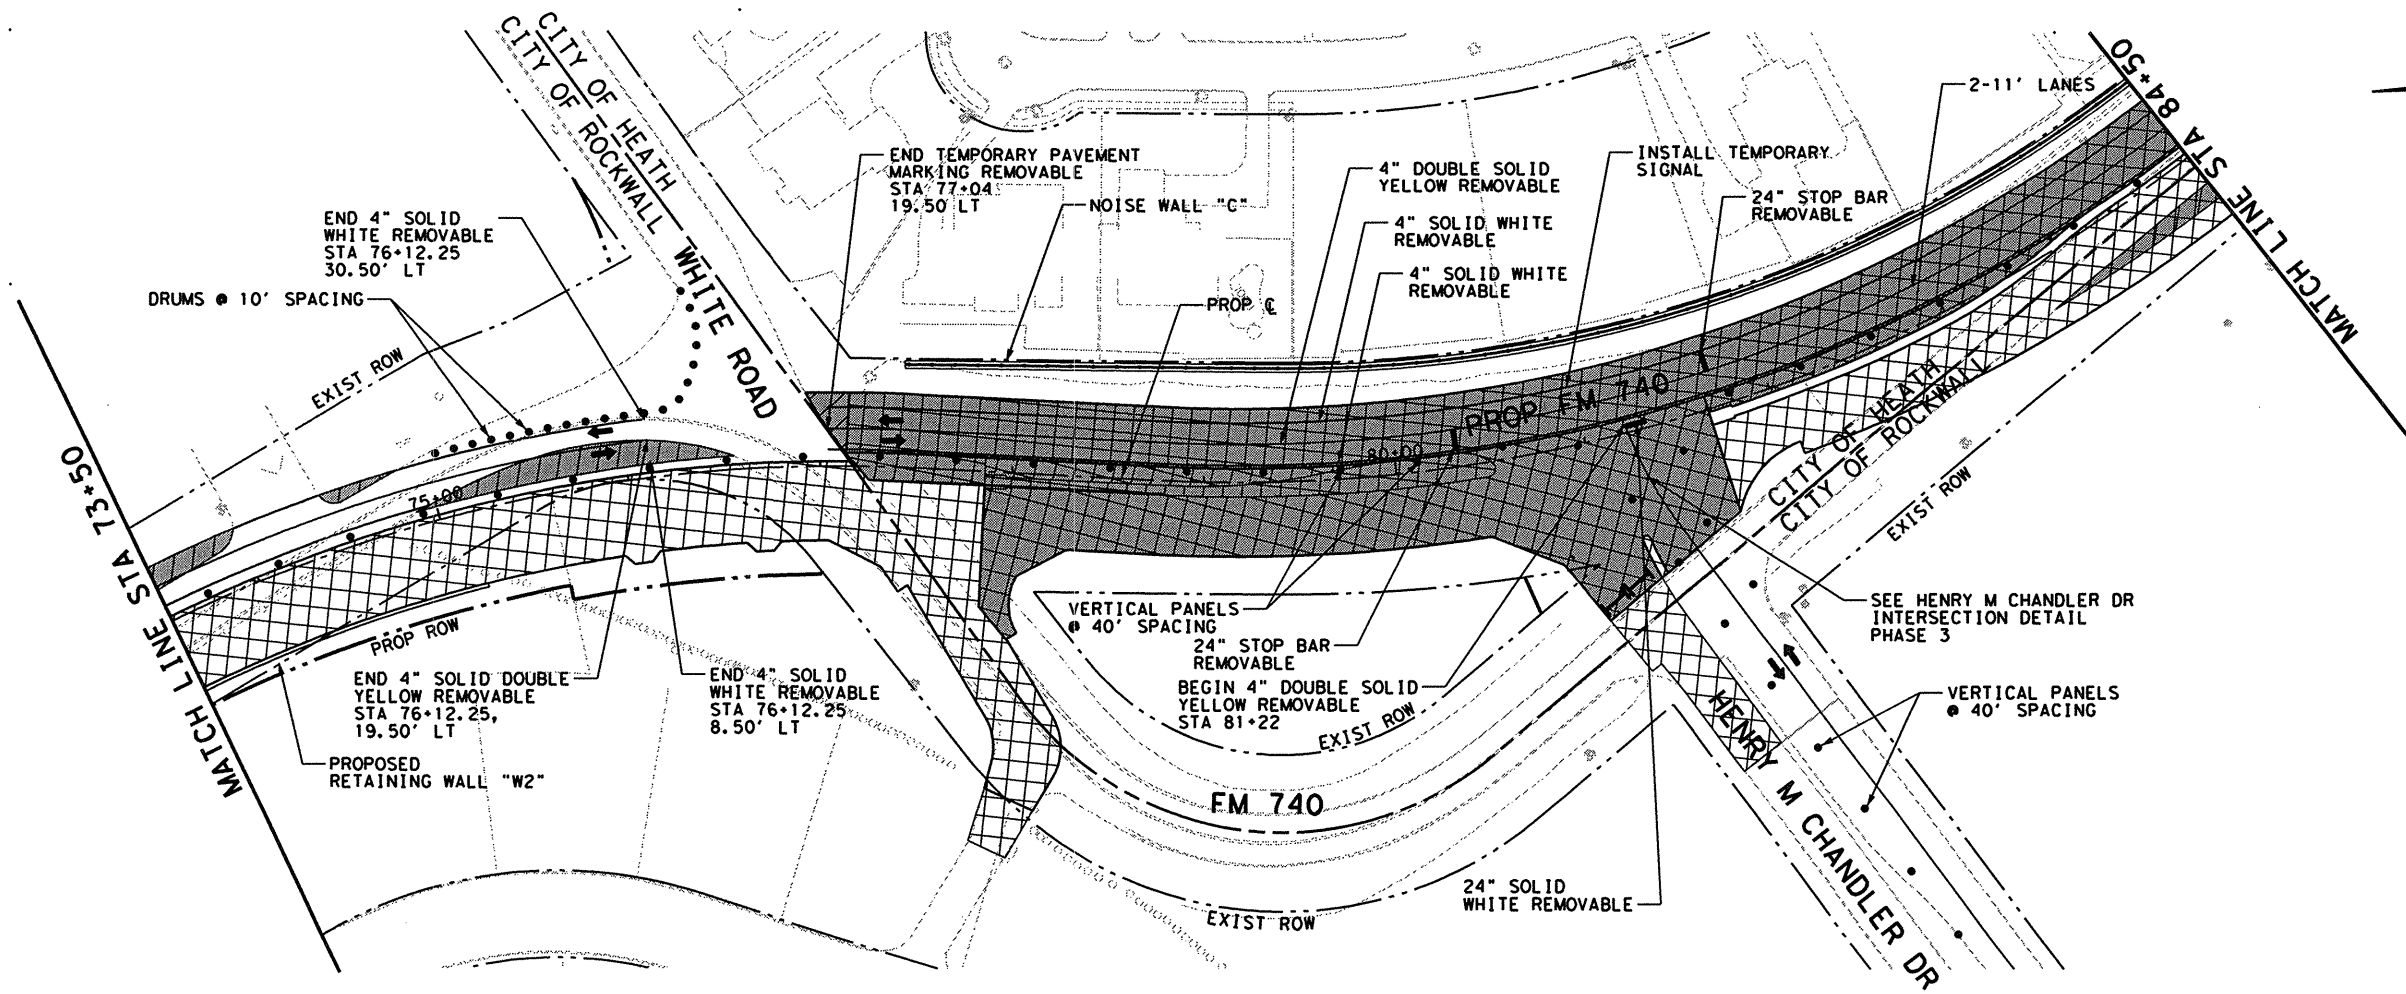 CITY OF HEATH
CITY OF ROCKWALL
WHITE ROAD
MATCH LINE STA 84+50
2-11' LANES
END TEMPORARY PAVEMENT
MARKING REMOVABLE
STA 77+04
19.50' LT
NOISE WALL "C"
4" DOUBLE SOLID
YELLOW REMOVABLE
INSTALL TEMPORARY
SIGNAL
24" STOP BAR
REMOVABLE
4" SOLID WHITE
REMOVABLE
4" SOLID WHITE
REMOVABLE
END 4" SOLID
WHITE REMOVABLE
STA 76+12.25
30.50' LT
DRUMS @ 10' SPACING
PROP ℄
EXIST ROW
PROP FM 740
80+00
75+00
CITY OF HEATH
CITY OF ROCKWALL
CITY OF HEATH
CITY OF ROCKWALL
EXIST ROW
MATCH LINE STA 73+50
PROP ROW
VERTICAL PANELS
@ 40' SPACING
24" STOP BAR
REMOVABLE
BEGIN 4" DOUBLE SOLID
YELLOW REMOVABLE
STA 81+22
SEE HENRY M CHANDLER DR
INTERSECTION DETAIL
PHASE 3
END 4" SOLID DOUBLE
YELLOW REMOVABLE
STA 76+12.25,
19.50' LT
END 4" SOLID
WHITE REMOVABLE
STA 76+12.25
8.50' LT
VERTICAL PANELS
@ 40' SPACING
EXIST ROW
PROPOSED
RETAINING WALL "W2"
FM 740
HENRY M CHANDLER DR
24" SOLID
WHITE REMOVABLE
EXIST ROW